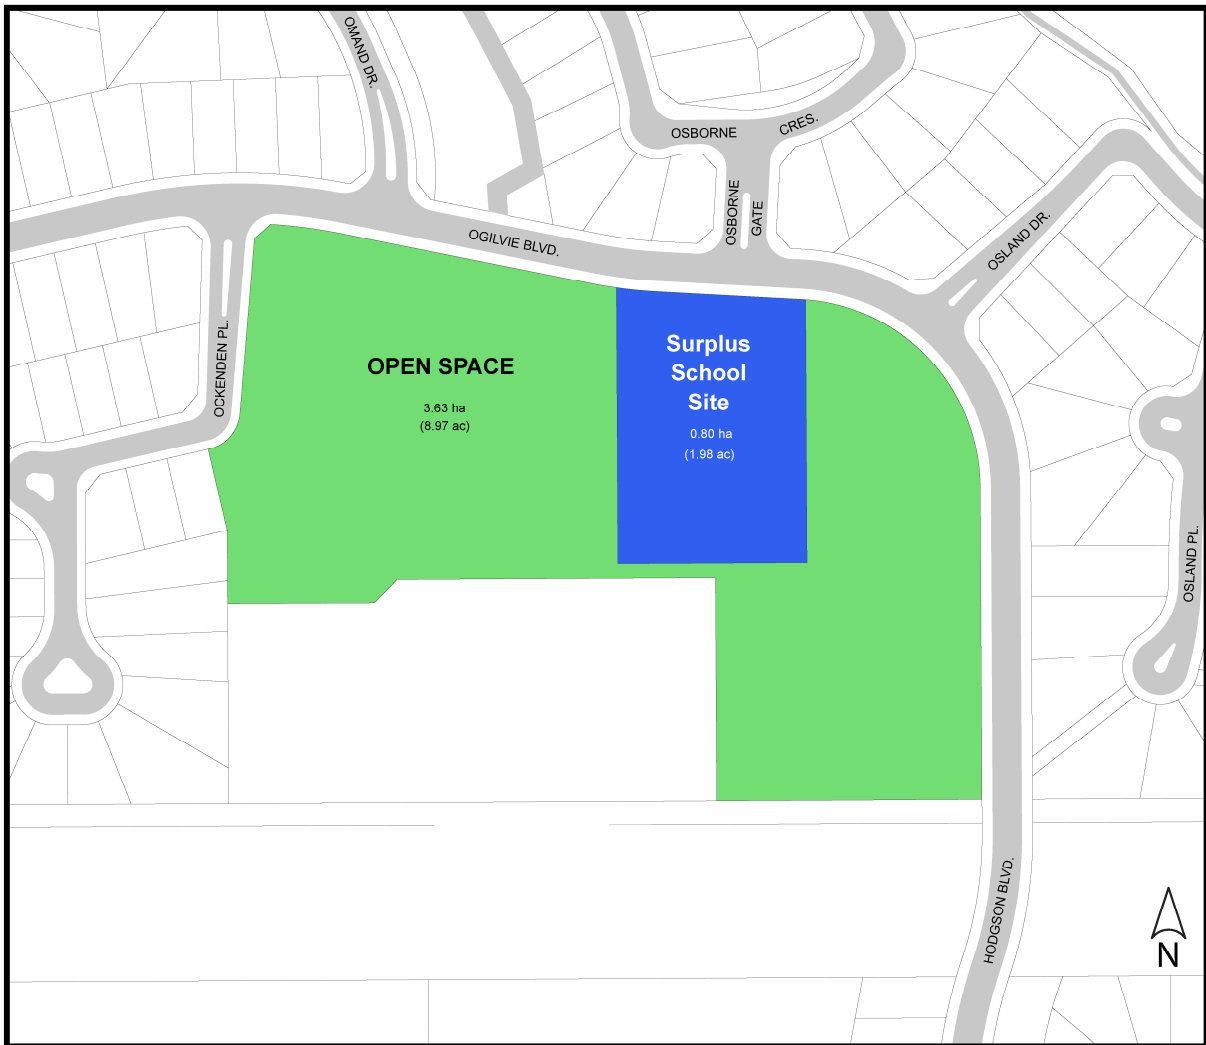 OMAND DR.
OSBORNE
CRES.
OSBORNE
GATE
OGILVIE BLVD.
OSLAND DR.
OCKENDEN PL.
OPEN SPACE
3.63 ha
(8.97 ac)
Surplus
School
Site
0.80 ha
(1.98 ac)
OSLAND PL.
HODGSON BLVD.
N